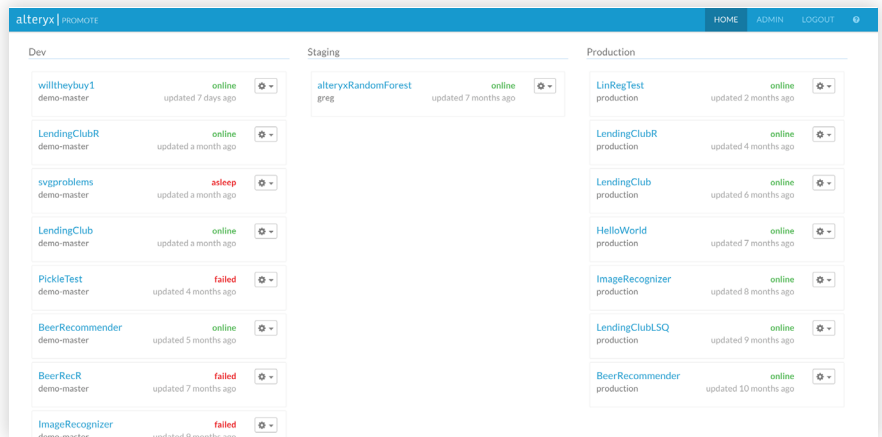 alteryx | PROMOTE
HOME ADMIN LOGOUT ?
Dev
willtheybuy1 online
demo-master updated 7 days ago
LendingClubR online
demo-master updated a month ago
svgproblems asleep
demo-master updated a month ago
LendingClub online
demo-master updated a month ago
PickleTest failed
demo-master updated 4 months ago
BeerRecommender online
demo-master updated 5 months ago
BeerRecR failed
demo-master updated 7 months ago
ImageRecognizer failed
demo-master updated 8 months ago
Staging
alteryxRandomForest online
greg updated 7 months ago
Production
LinRegTest online
production updated 2 months ago
LendingClubR online
production updated 4 months ago
LendingClub online
production updated 6 months ago
HelloWorld online
production updated 7 months ago
ImageRecognizer online
production updated 8 months ago
LendingClubLSQ online
production updated 9 months ago
BeerRecommender online
production updated 10 months ago